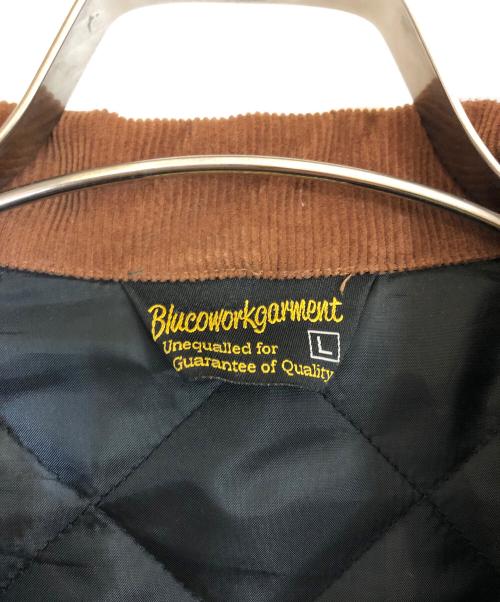 Blucoworkgarment
Unequalled for
L
Guarantee of Quality